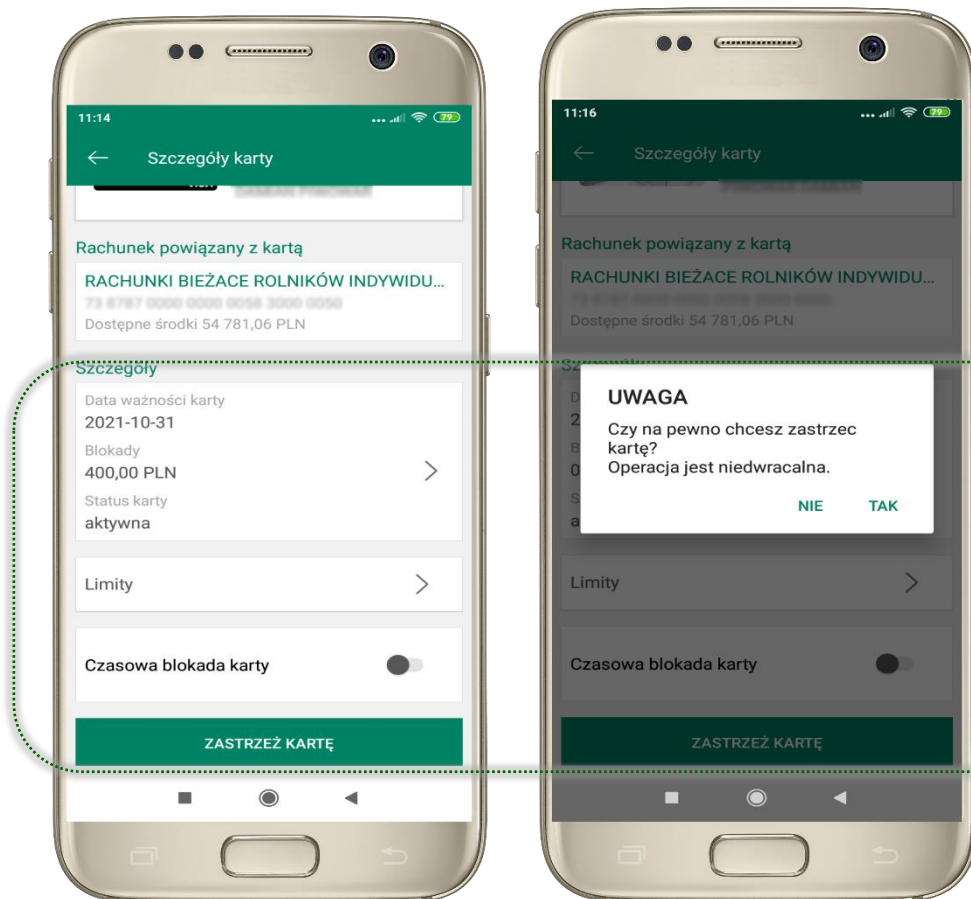 11:14
79
Szczegóły karty
Rachunek powiązany z kartą
RACHUNKI BIEŻACE ROLNIKÓW INDYWIDU...
Dostępne środki 54 781,06 PLN
Szczegóły
Data ważności karty
2021-10-31
Blokady
400,00 PLN
Status karty
aktywna
Limity
Czasowa blokada karty
ZASTRZEŻ KARTĘ
11:16
79
Szczegóły karty
Rachunek powiązany z kartą
RACHUNKI BIEŻACE ROLNIKÓW INDYWIDU...
Dostępne środki 54 781,06 PLN
UWAGA
Czy na pewno chcesz zastrzec
kartę?
Operacja jest niedwracalna.
NIE TAK
Limity
Czasowa blokada karty
ZASTRZEŻ KARTĘ